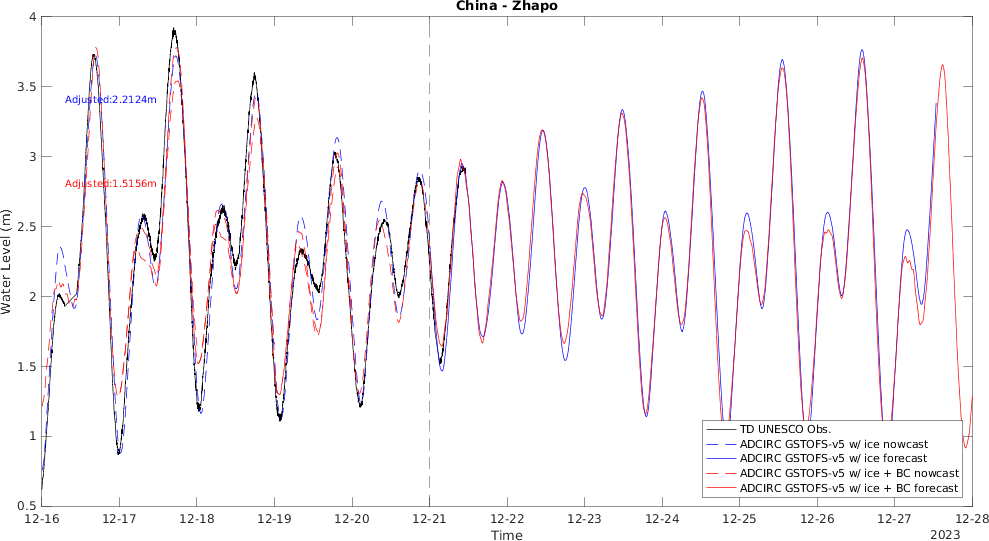 China - Zhapo
4
3.5
3
2.5
2
1.5
1
0.5
Water Level (m)
Adjusted:2.2124m
Adjusted:1.5156m
TD UNESCO Obs.
ADCIRC GSTOFS-v5 w/ ice nowcast
ADCIRC GSTOFS-v5 w/ ice forecast
ADCIRC GSTOFS-v5 w/ ice + BC nowcast
ADCIRC GSTOFS-v5 w/ ice + BC forecast
12-16 12-17 12-18 12-19 12-20 12-21 12-22 12-23 12-24 12-25 12-26 12-27 12-28
Time
2023